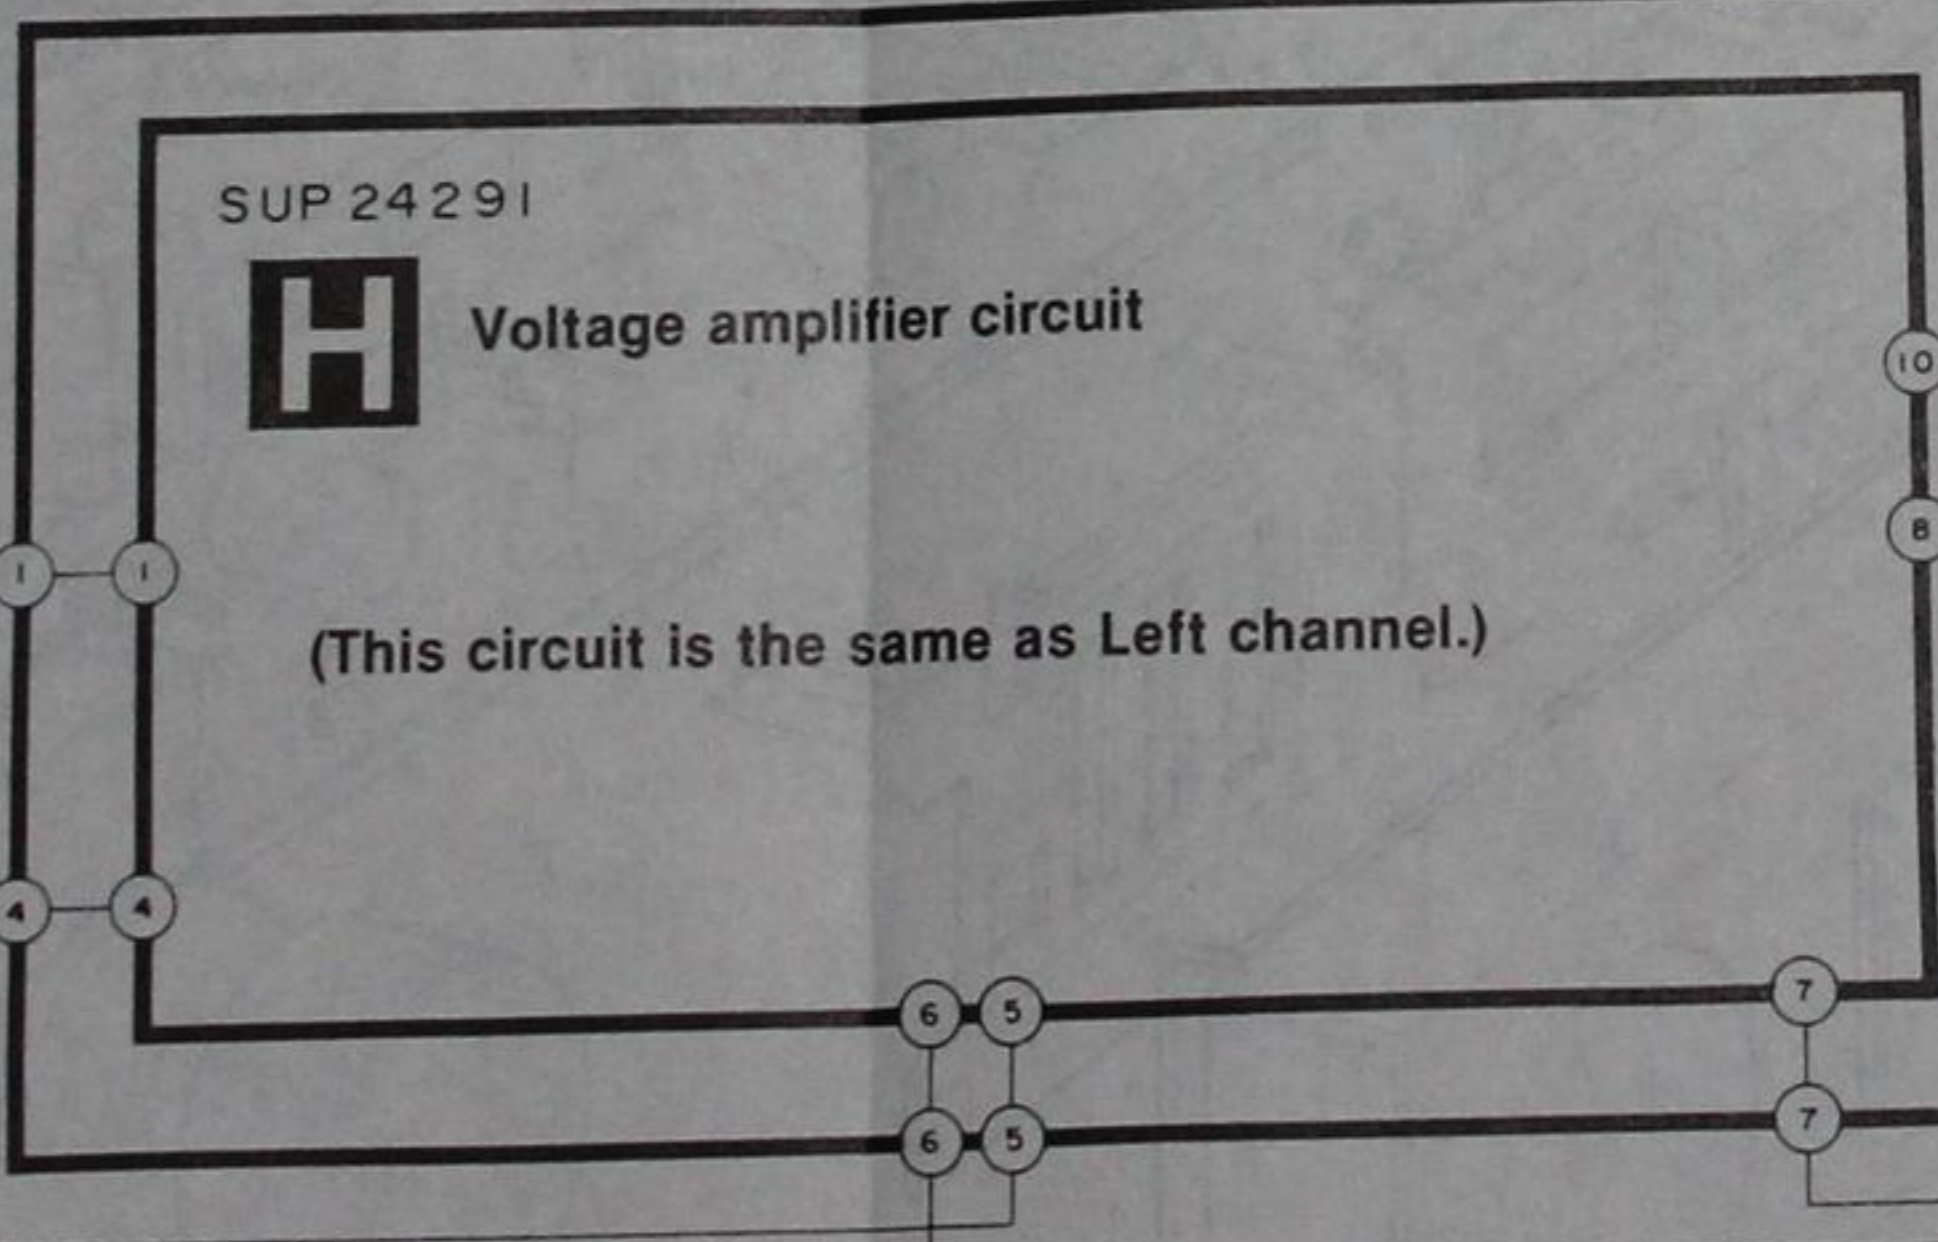 SUP 24291
H Voltage amplifier circuit
10
8
1 1
(This circuit is the same as Left channel.)
4 4
6 5 7
6 5 7